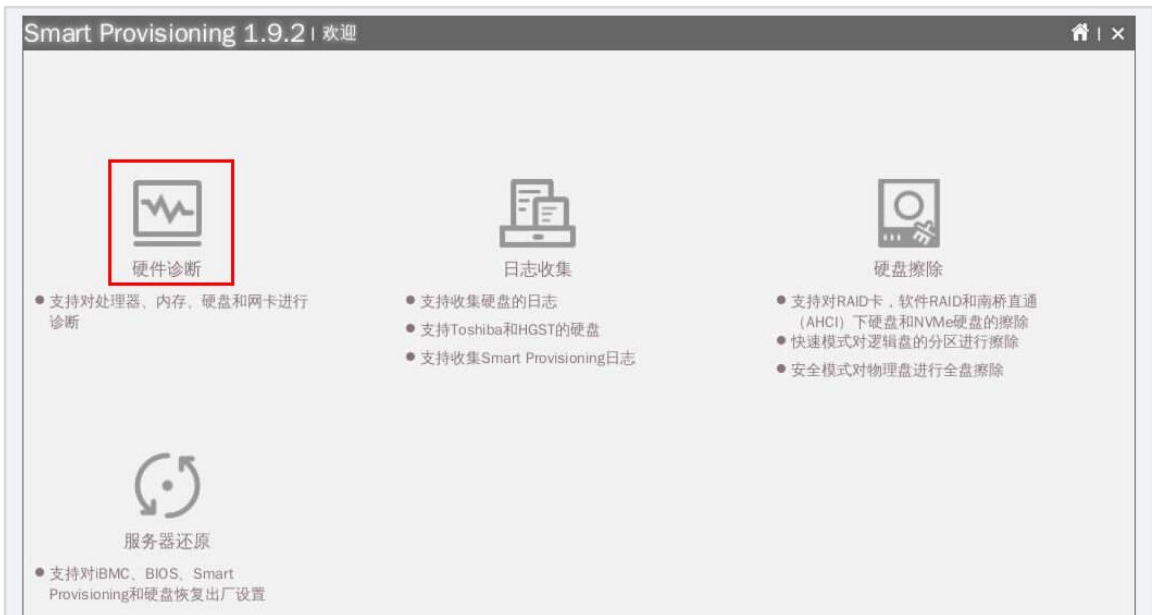 Smart Provisioning 1.9.2 | 欢迎
硬件诊断
● 支持对处理器、内存、硬盘和网卡进行
诊断
日志收集
● 支持收集硬盘的日志
● 支持Toshiba和HGST的硬盘
● 支持收集Smart Provisioning日志
硬盘擦除
● 支持对RAID卡，软件RAID和南桥直通
（AHCI）下硬盘和NVMe硬盘的擦除
● 快速模式对逻辑盘的分区进行擦除
● 安全模式对物理盘进行全盘擦除
服务器还原
● 支持对iBMC、BIOS、Smart
Provisioning和硬盘恢复出厂设置